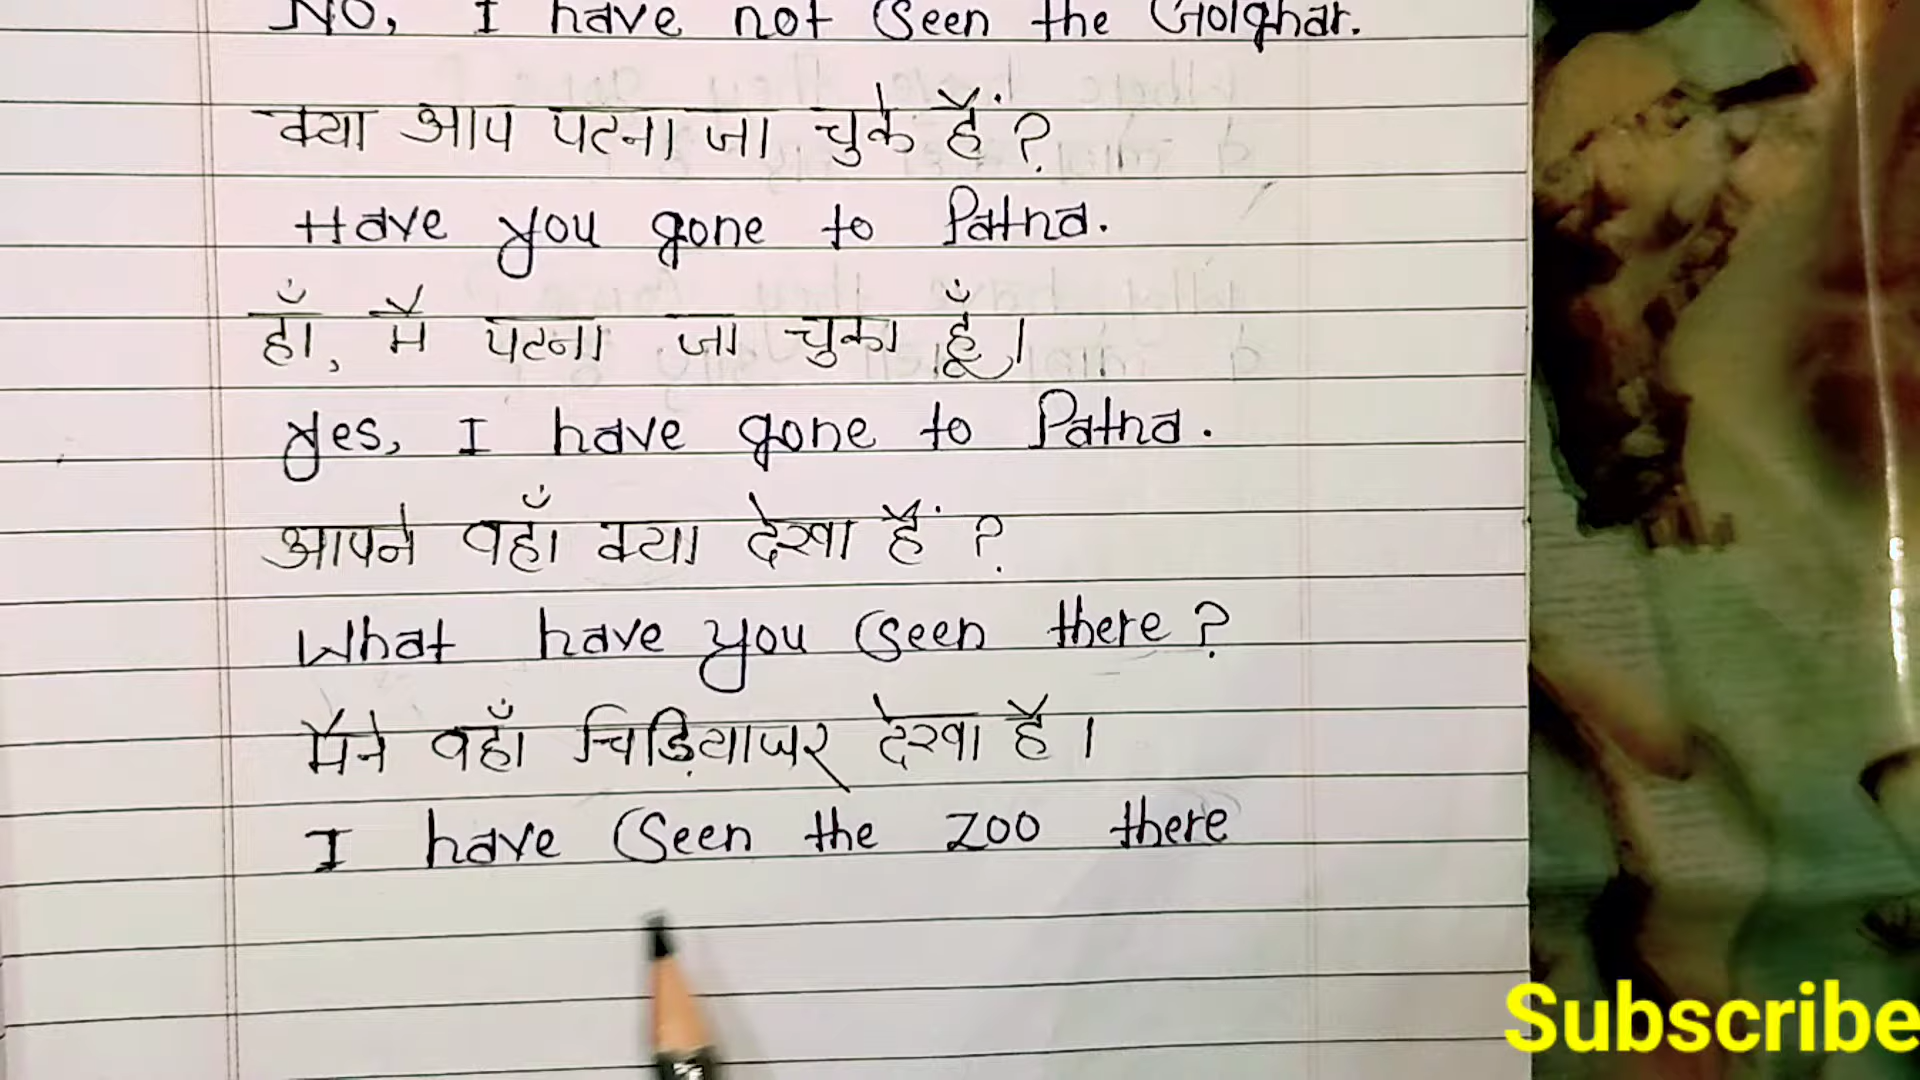 No, I have not seen the Golghar.
क्या आप पटना जा चुके हैं ?
Have you gone to Patna.
हाँ, मै पटना जा चुका हूँ।
Yes, I have gone to Patna.
आपने वहाँ क्या देखा हैं ?
What have you seen there ?
मैंने वहाँ चिड़ियाघर देखा है ।
I have seen the zoo there
Subscribe